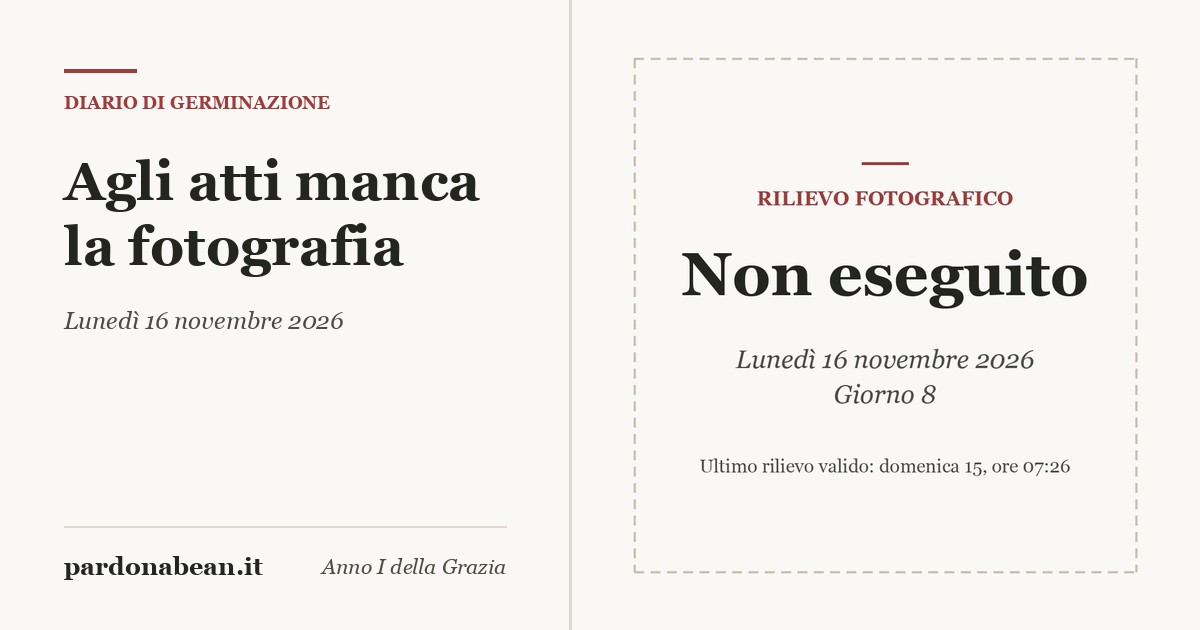 DIARIO DI GERMINAZIONE
Agli atti manca
la fotografia
Lunedì 16 novembre 2026
pardonabean.it
Anno I della Grazia
RILIEVO FOTOGRAFICO
Non eseguito
Lunedì 16 novembre 2026
Giorno 8
Ultimo rilievo valido: domenica 15, ore 07:26